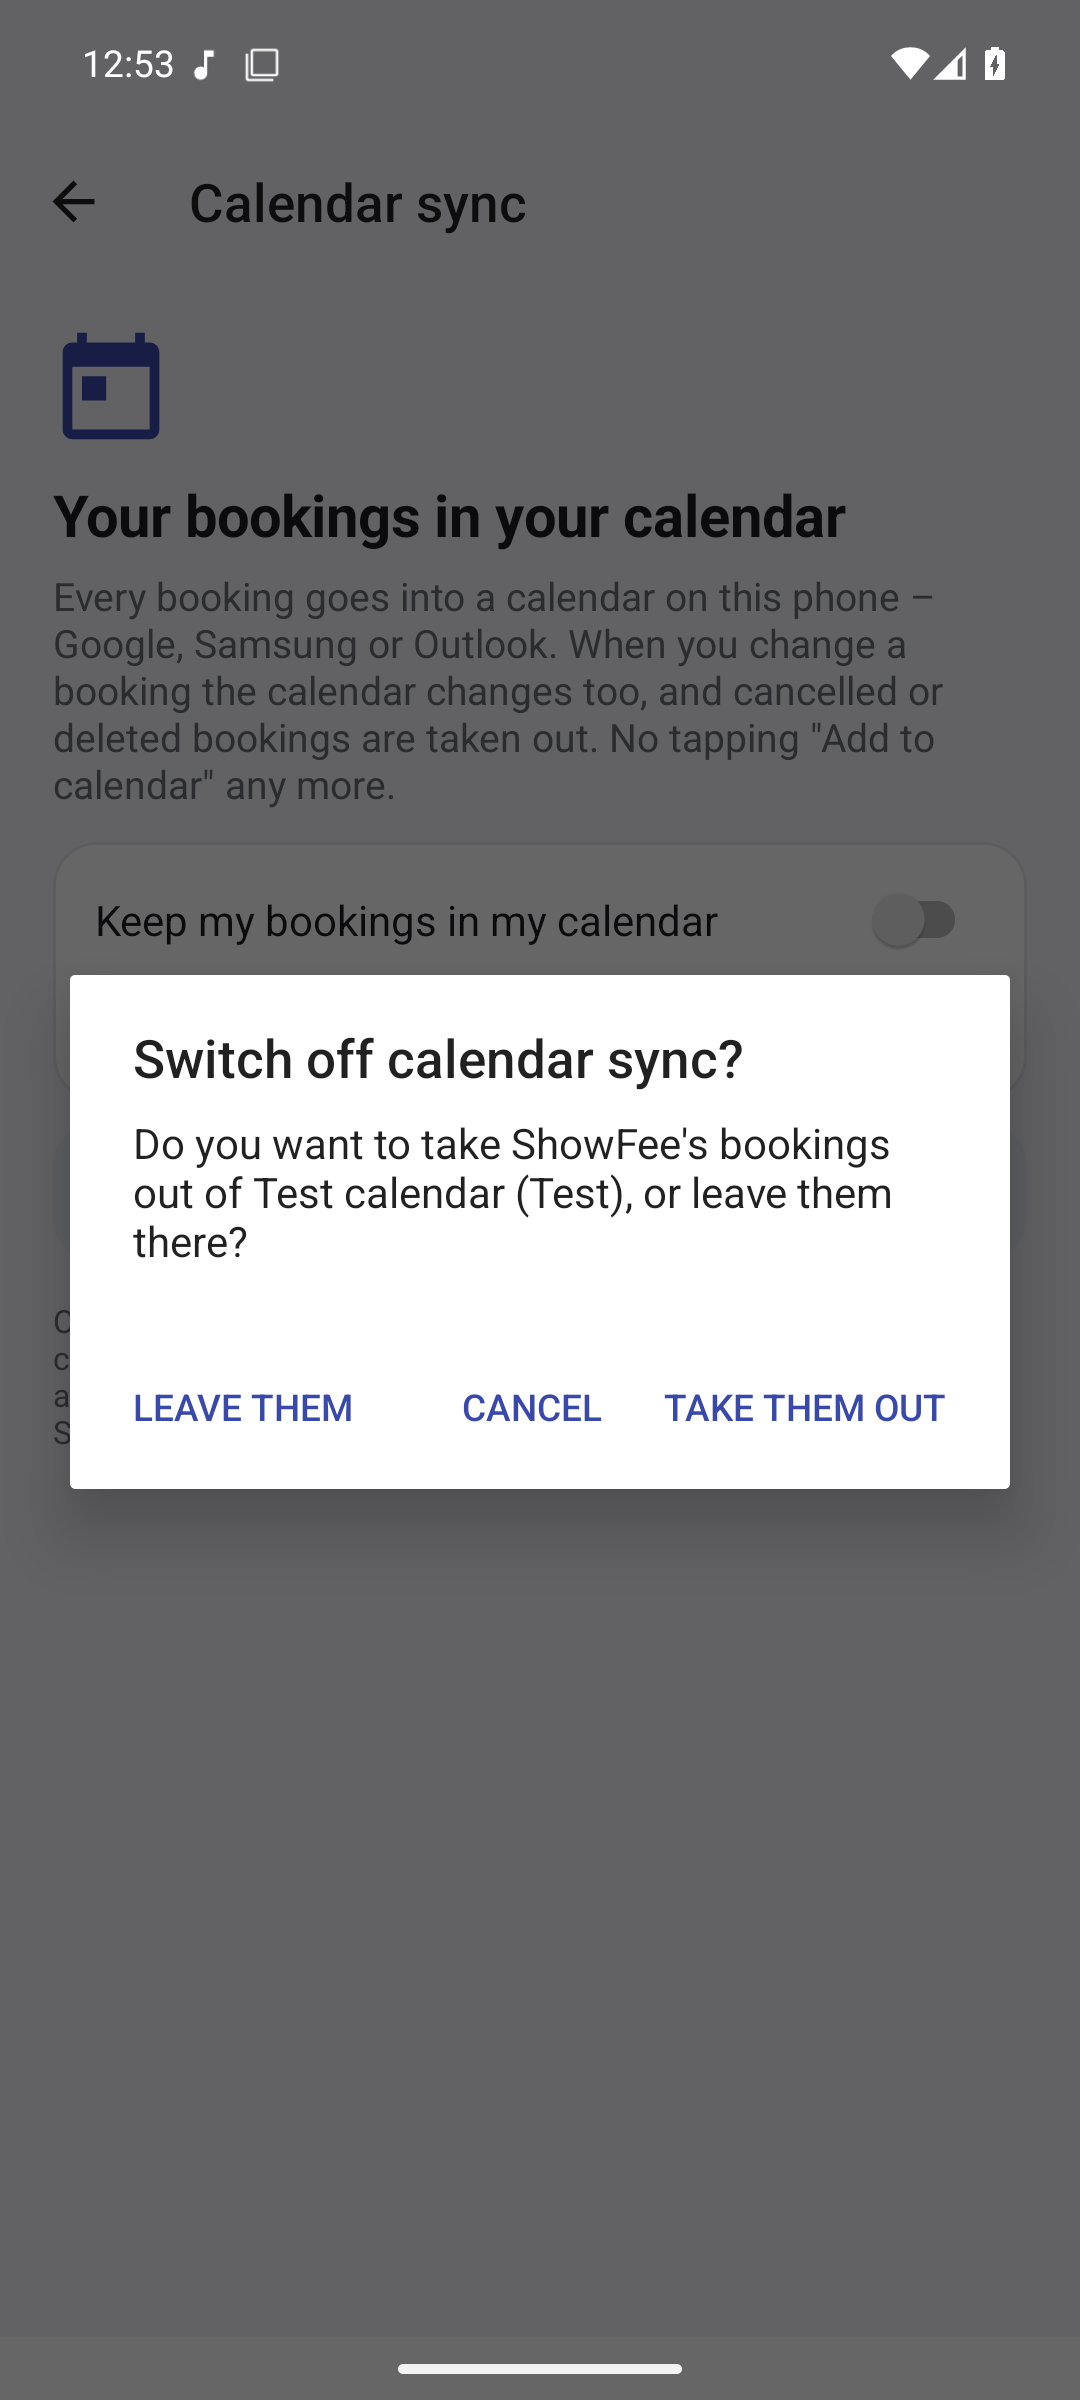 12:53
Calendar sync
Your bookings in your calendar
Every booking goes into a calendar on this phone –
Google, Samsung or Outlook. When you change a
booking the calendar changes too, and cancelled or
deleted bookings are taken out. No tapping "Add to
calendar" any more.
Keep my bookings in my calendar
Switch off calendar sync?
Do you want to take ShowFee's bookings
out of Test calendar (Test), or leave them
there?
LEAVE THEM CANCEL TAKE THEM OUT